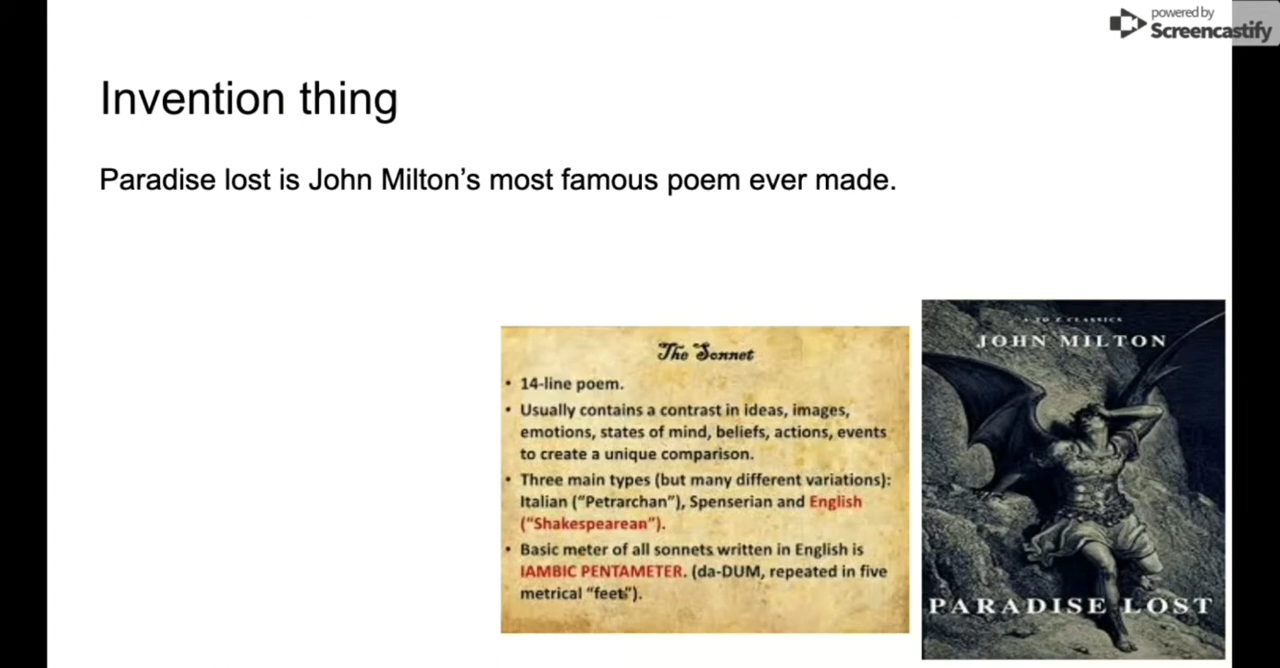 powered by
Screencastify
Invention thing
Paradise lost is John Milton’s most famous poem ever made.
The Sonnet
• 14-line poem.
• Usually contains a contrast in ideas, images,
emotions, states of mind, beliefs, actions, events
to create a unique comparison.
• Three main types (but many different variations):
Italian (“Petrarchan”), Spenserian and English
(“Shakespearean”).
• Basic meter of all sonnets written in English is
IAMBIC PENTAMETER. (da-DUM, repeated in five
metrical “feet”).
A TO Z CLASSICS
JOHN MILTON
PARADISE LOST